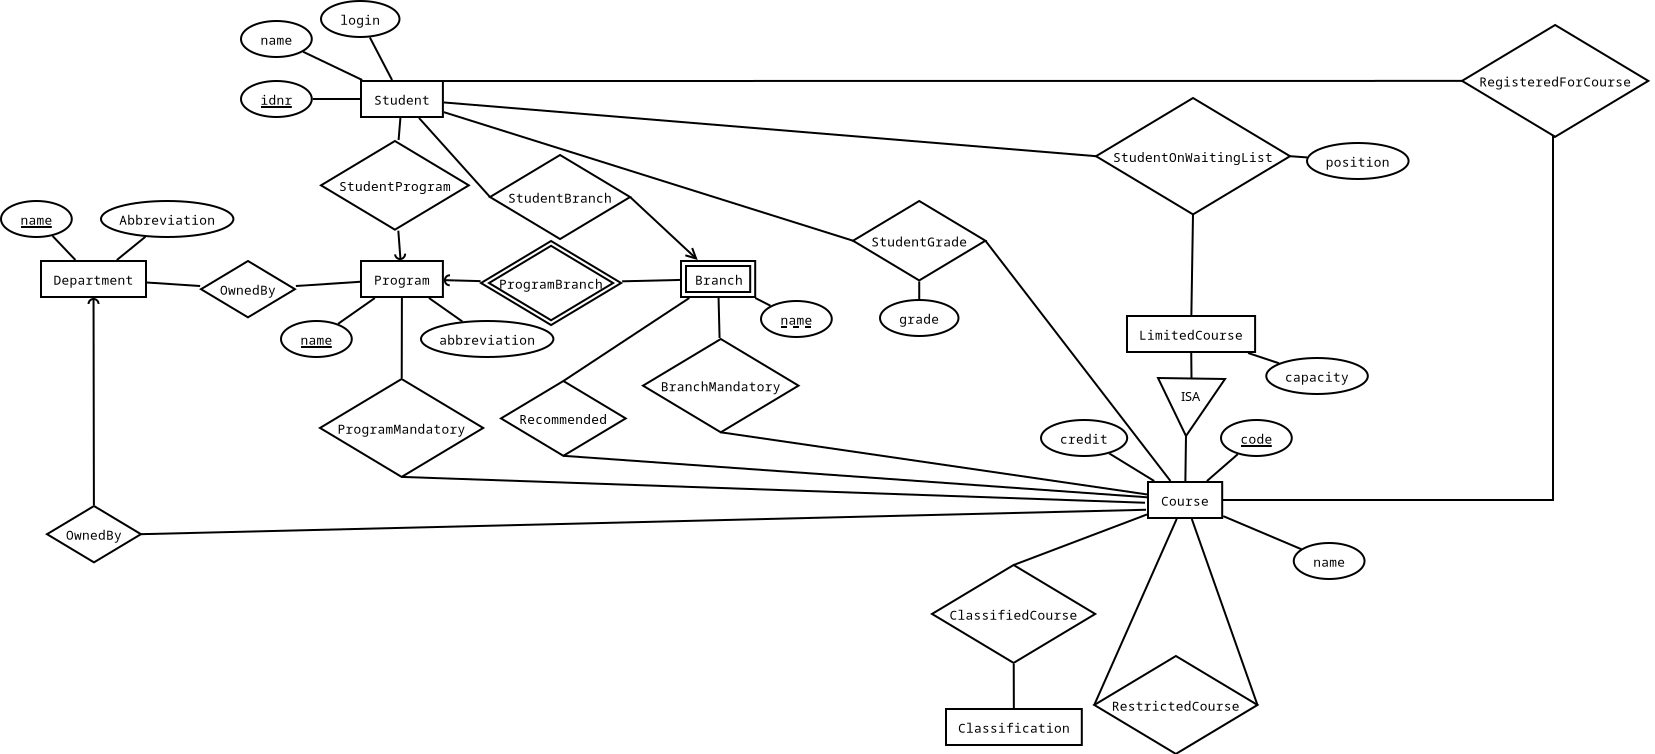 login
name
RegisteredForCourse
idnr
Student
StudentOnWaitingList
position
StudentProgram
StudentBranch
name
Abbreviation
StudentGrade
Department
OwnedBy
Program
ProgramBranch
Branch
name
abbreviation
name
grade
LimitedCourse
capacity
BranchMandatory
ISA
ProgramMandatory
Recommended
credit
code
Course
OwnedBy
name
ClassifiedCourse
RestrictedCourse
Classification